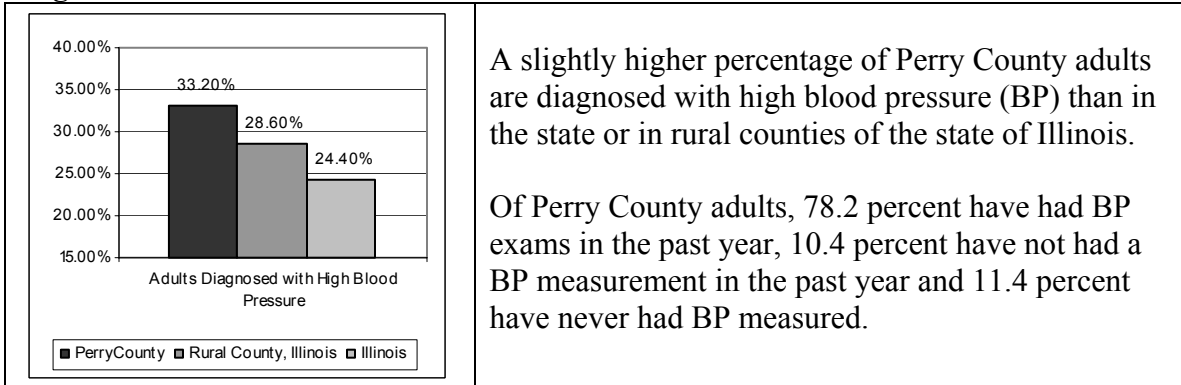 40.00%
35.00%
30.00%
25.00%
20.00%
15.00%
33.20%
28.60%
24.40%
Adults Diagnosed with High Blood
Pressure
PerryCounty Rural County, Illinois Illinois
A slightly higher percentage of Perry County adults
are diagnosed with high blood pressure (BP) than in
the state or in rural counties of the state of Illinois.
Of Perry County adults, 78.2 percent have had BP
exams in the past year, 10.4 percent have not had a
BP measurement in the past year and 11.4 percent
have never had BP measured.